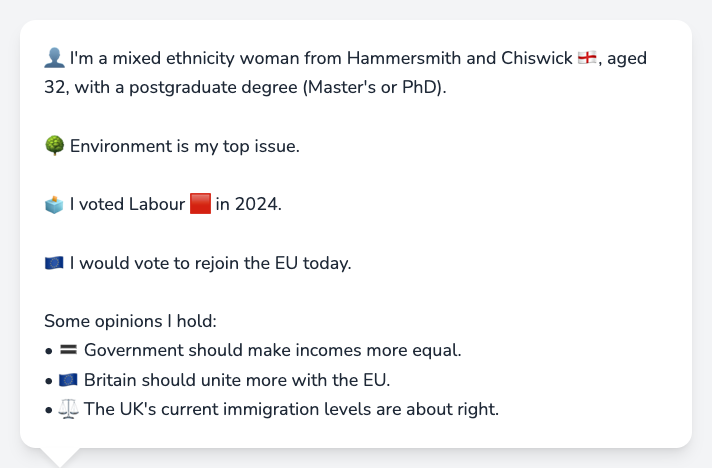 👤 I'm a mixed ethnicity woman from Hammersmith and Chiswick 🏴󠁧󠁢󠁥󠁮󠁧󠁿, aged
32, with a postgraduate degree (Master's or PhD).
🌳 Environment is my top issue.
🗳️ I voted Labour 🟥 in 2024.
🇪🇺 I would vote to rejoin the EU today.
Some opinions I hold:
• 🟰 Government should make incomes more equal.
• 🇪🇺 Britain should unite more with the EU.
• ⚖️ The UK's current immigration levels are about right.